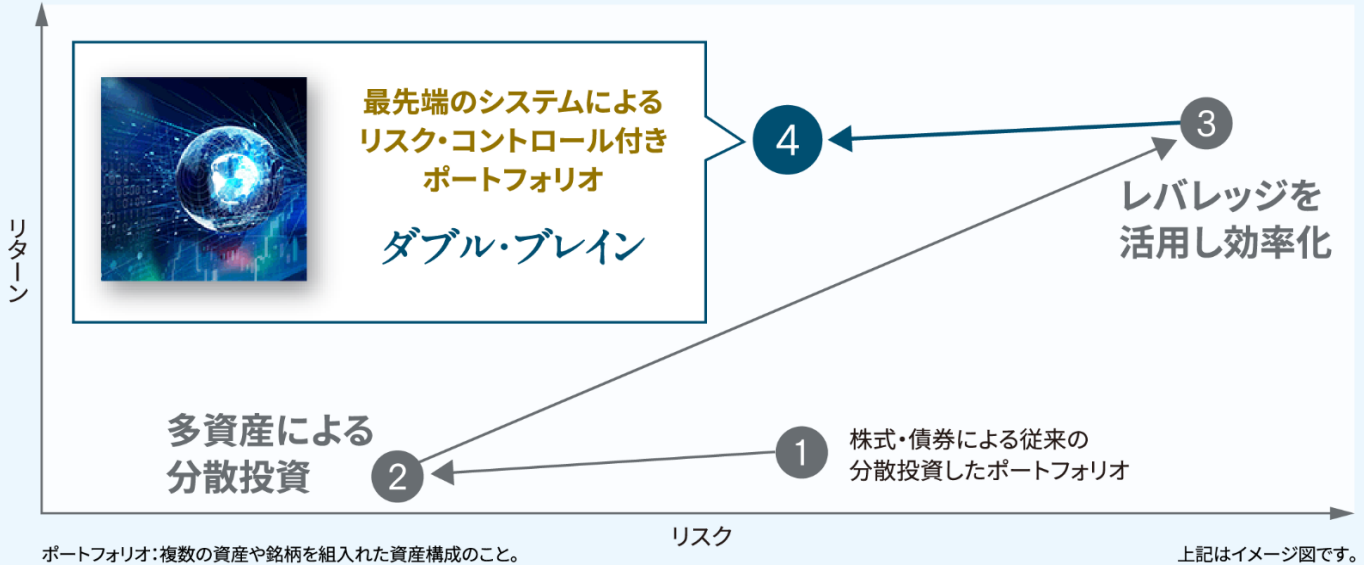 最先端のシステムによる
リスク・コントロール付き
ポートフォリオ
ダブル・ブレイン
4
3
レバレッジを
活用し効率化
リターン
多資産による
分散投資
2
1
株式・債券による従来の
分散投資したポートフォリオ
リスク
ポートフォリオ：複数の資産や銘柄を組入れた資産構成のこと。
上記はイメージ図です。